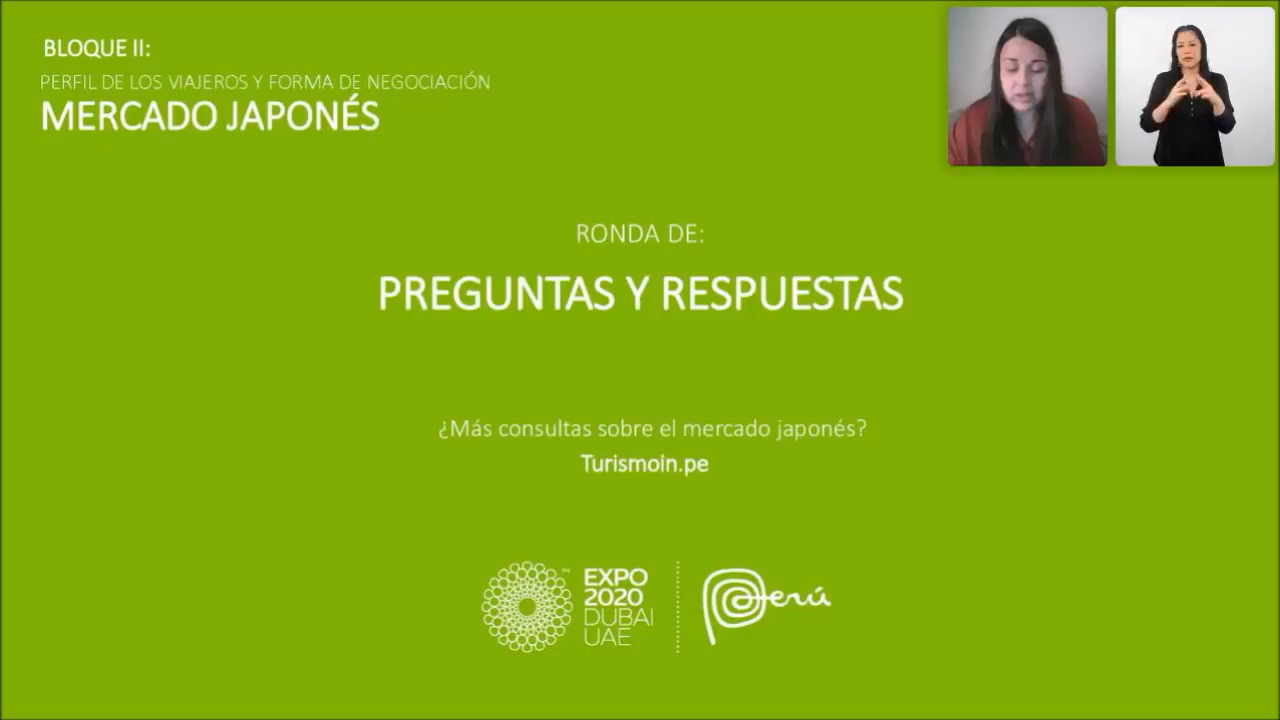 BLOQUE II:
PERFIL DE LOS VIAJEROS Y FORMA DE NEGOCIACIÓN
MERCADO JAPONÉS
RONDA DE:
PREGUNTAS Y RESPUESTAS
¿Más consultas sobre el mercado japonés?
Turismoin.pe
EXPO
2020
DUBAI
UAE
Perú